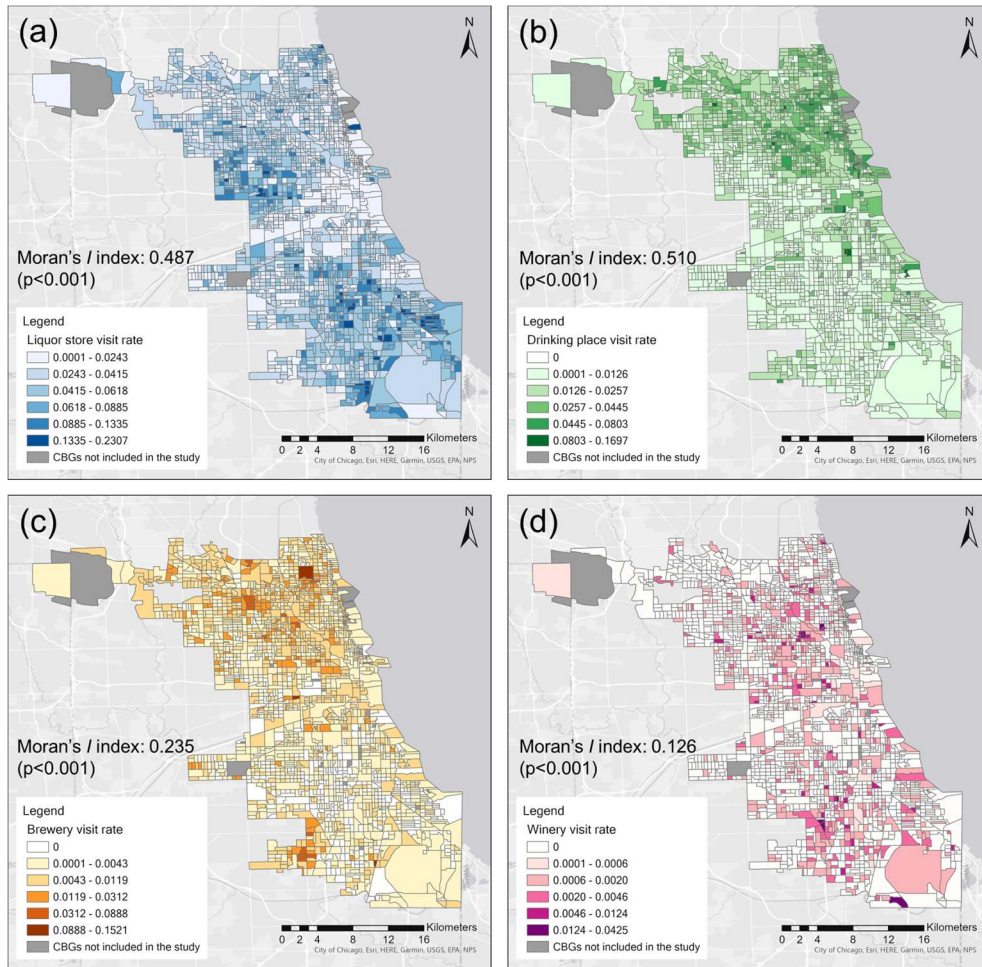 (a)
N
Moran's I index: 0.487
(p<0.001)
Legend
Liquor store visit rate
0.0001 - 0.0243
0.0243 - 0.0415
0.0415 - 0.0618
0.0618 - 0.0885
0.0885 - 0.1335
0.1335 - 0.2307
CBGs not included in the study
Kilometers
0 2 4 8 12 16
City of Chicago, Esri, HERE, Garmin, USGS, EPA, NPS
(b)
N
Moran's I index: 0.510
(p<0.001)
Legend
Drinking place visit rate
0
0.0001 - 0.0126
0.0126 - 0.0257
0.0257 - 0.0445
0.0445 - 0.0803
0.0803 - 0.1697
CBGs not included in the study
Kilometers
0 2 4 8 12 16
City of Chicago, Esri, HERE, Garmin, USGS, EPA, NPS
(c)
N
Moran's I index: 0.235
(p<0.001)
Legend
Brewery visit rate
0
0.0001 - 0.0043
0.0043 - 0.0119
0.0119 - 0.0312
0.0312 - 0.0888
0.0888 - 0.1521
CBGs not included in the study
Kilometers
0 2 4 8 12 16
City of Chicago, Esri, HERE, Garmin, USGS, EPA, NPS
(d)
N
Moran's I index: 0.126
(p<0.001)
Legend
Winery visit rate
0
0.0001 - 0.0006
0.0006 - 0.0020
0.0020 - 0.0046
0.0046 - 0.0124
0.0124 - 0.0425
CBGs not included in the study
Kilometers
0 2 4 8 12 16
City of Chicago, Esri, HERE, Garmin, USGS, EPA, NPS